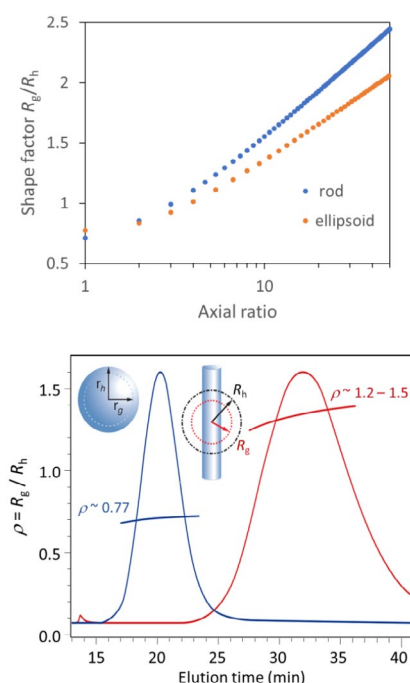 2.5
2
1.5
1
0.5
Shape factor Rg/Rh
rod
ellipsoid
1
10
Axial ratio
1.5
1.0
0.5
0.0
ρ = Rg / Rh
rh
rg
Rh
Rg
ρ ~ 1.2 – 1.5
ρ ~ 0.77
15 20 25 30 35 40
Elution time (min)